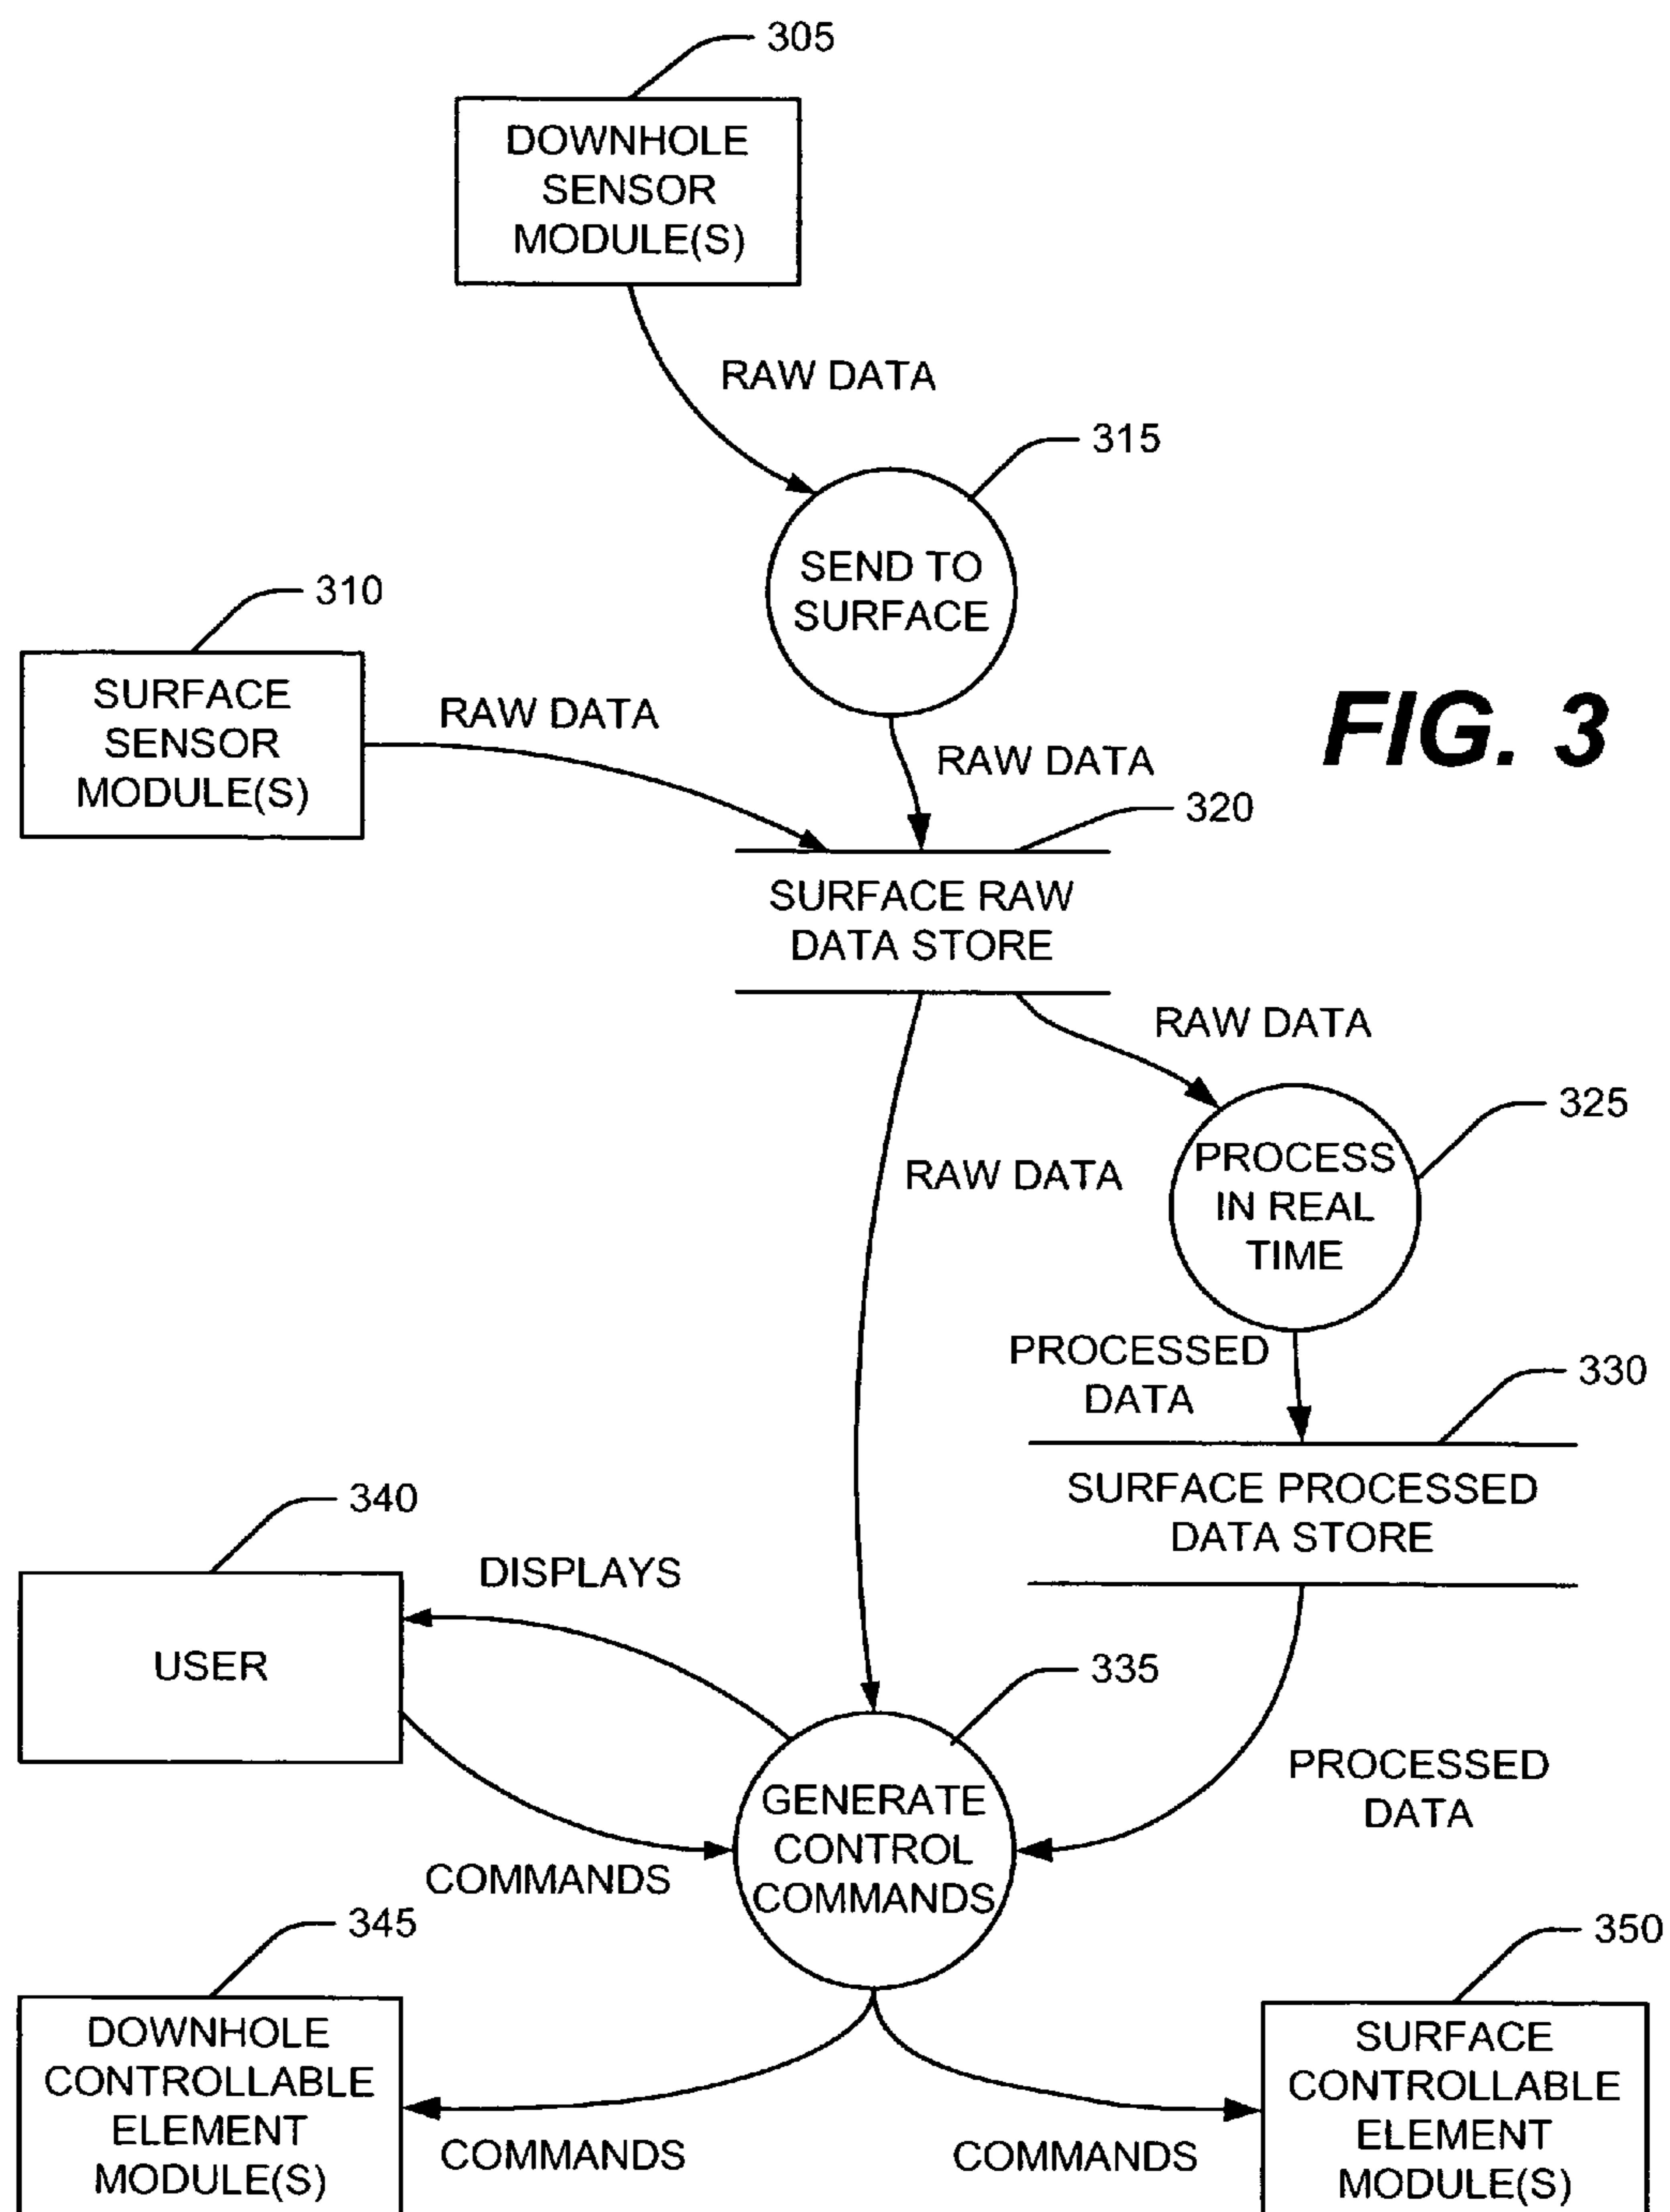 305
DOWNHOLE
SENSOR
MODULE(S)
RAW DATA
315
SEND TO
SURFACE
310
SURFACE
SENSOR
MODULE(S)
RAW DATA
RAW DATA
FIG. 3
320
SURFACE RAW
DATA STORE
RAW DATA
325
RAW DATA
PROCESS
IN REAL
TIME
PROCESSED
DATA
330
SURFACE PROCESSED
DATA STORE
340
DISPLAYS
USER
335
PROCESSED
DATA
GENERATE
CONTROL
COMMANDS
COMMANDS
345
350
DOWNHOLE
CONTROLLABLE
ELEMENT
MODULE(S)
COMMANDS
COMMANDS
SURFACE
CONTROLLABLE
ELEMENT
MODULE(S)